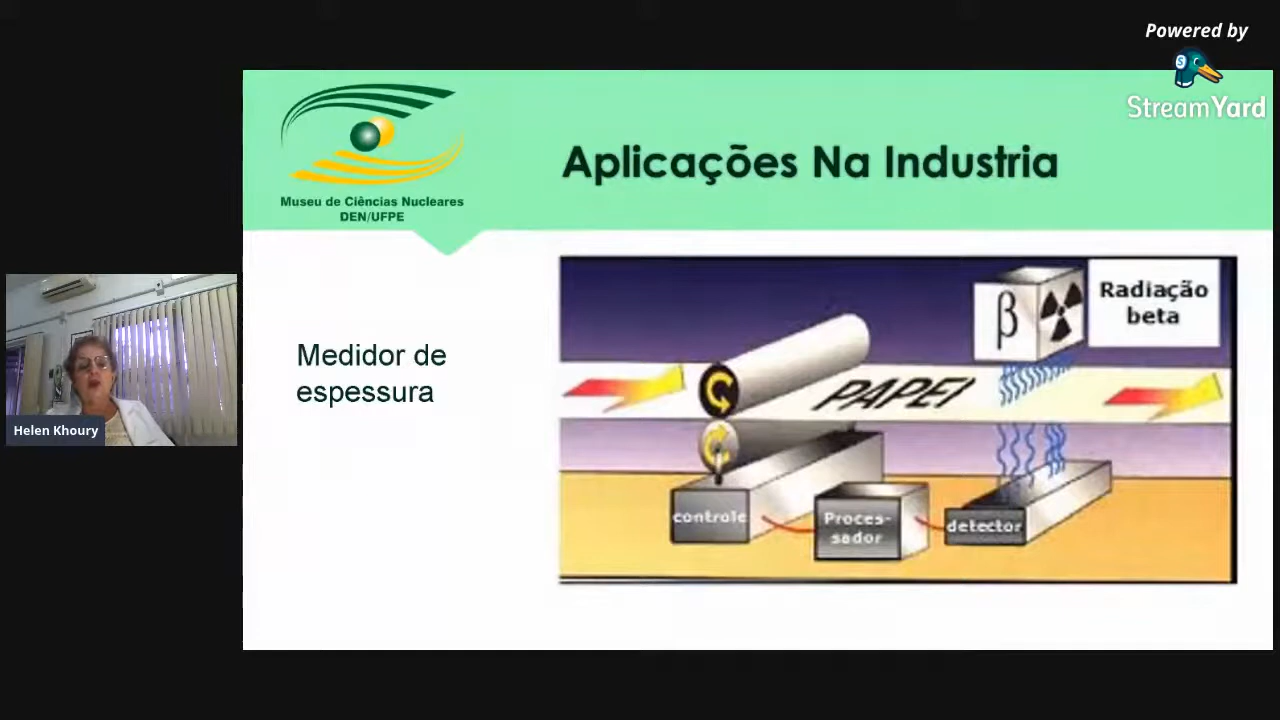 Powered by
StreamYard
Museu de Ciências Nucleares
DEN/UFPE
Aplicações Na Industria
Medidor de
espessura
β
Radiação
beta
PAPEl
controle
Proces-
sador
detector
Helen Khoury